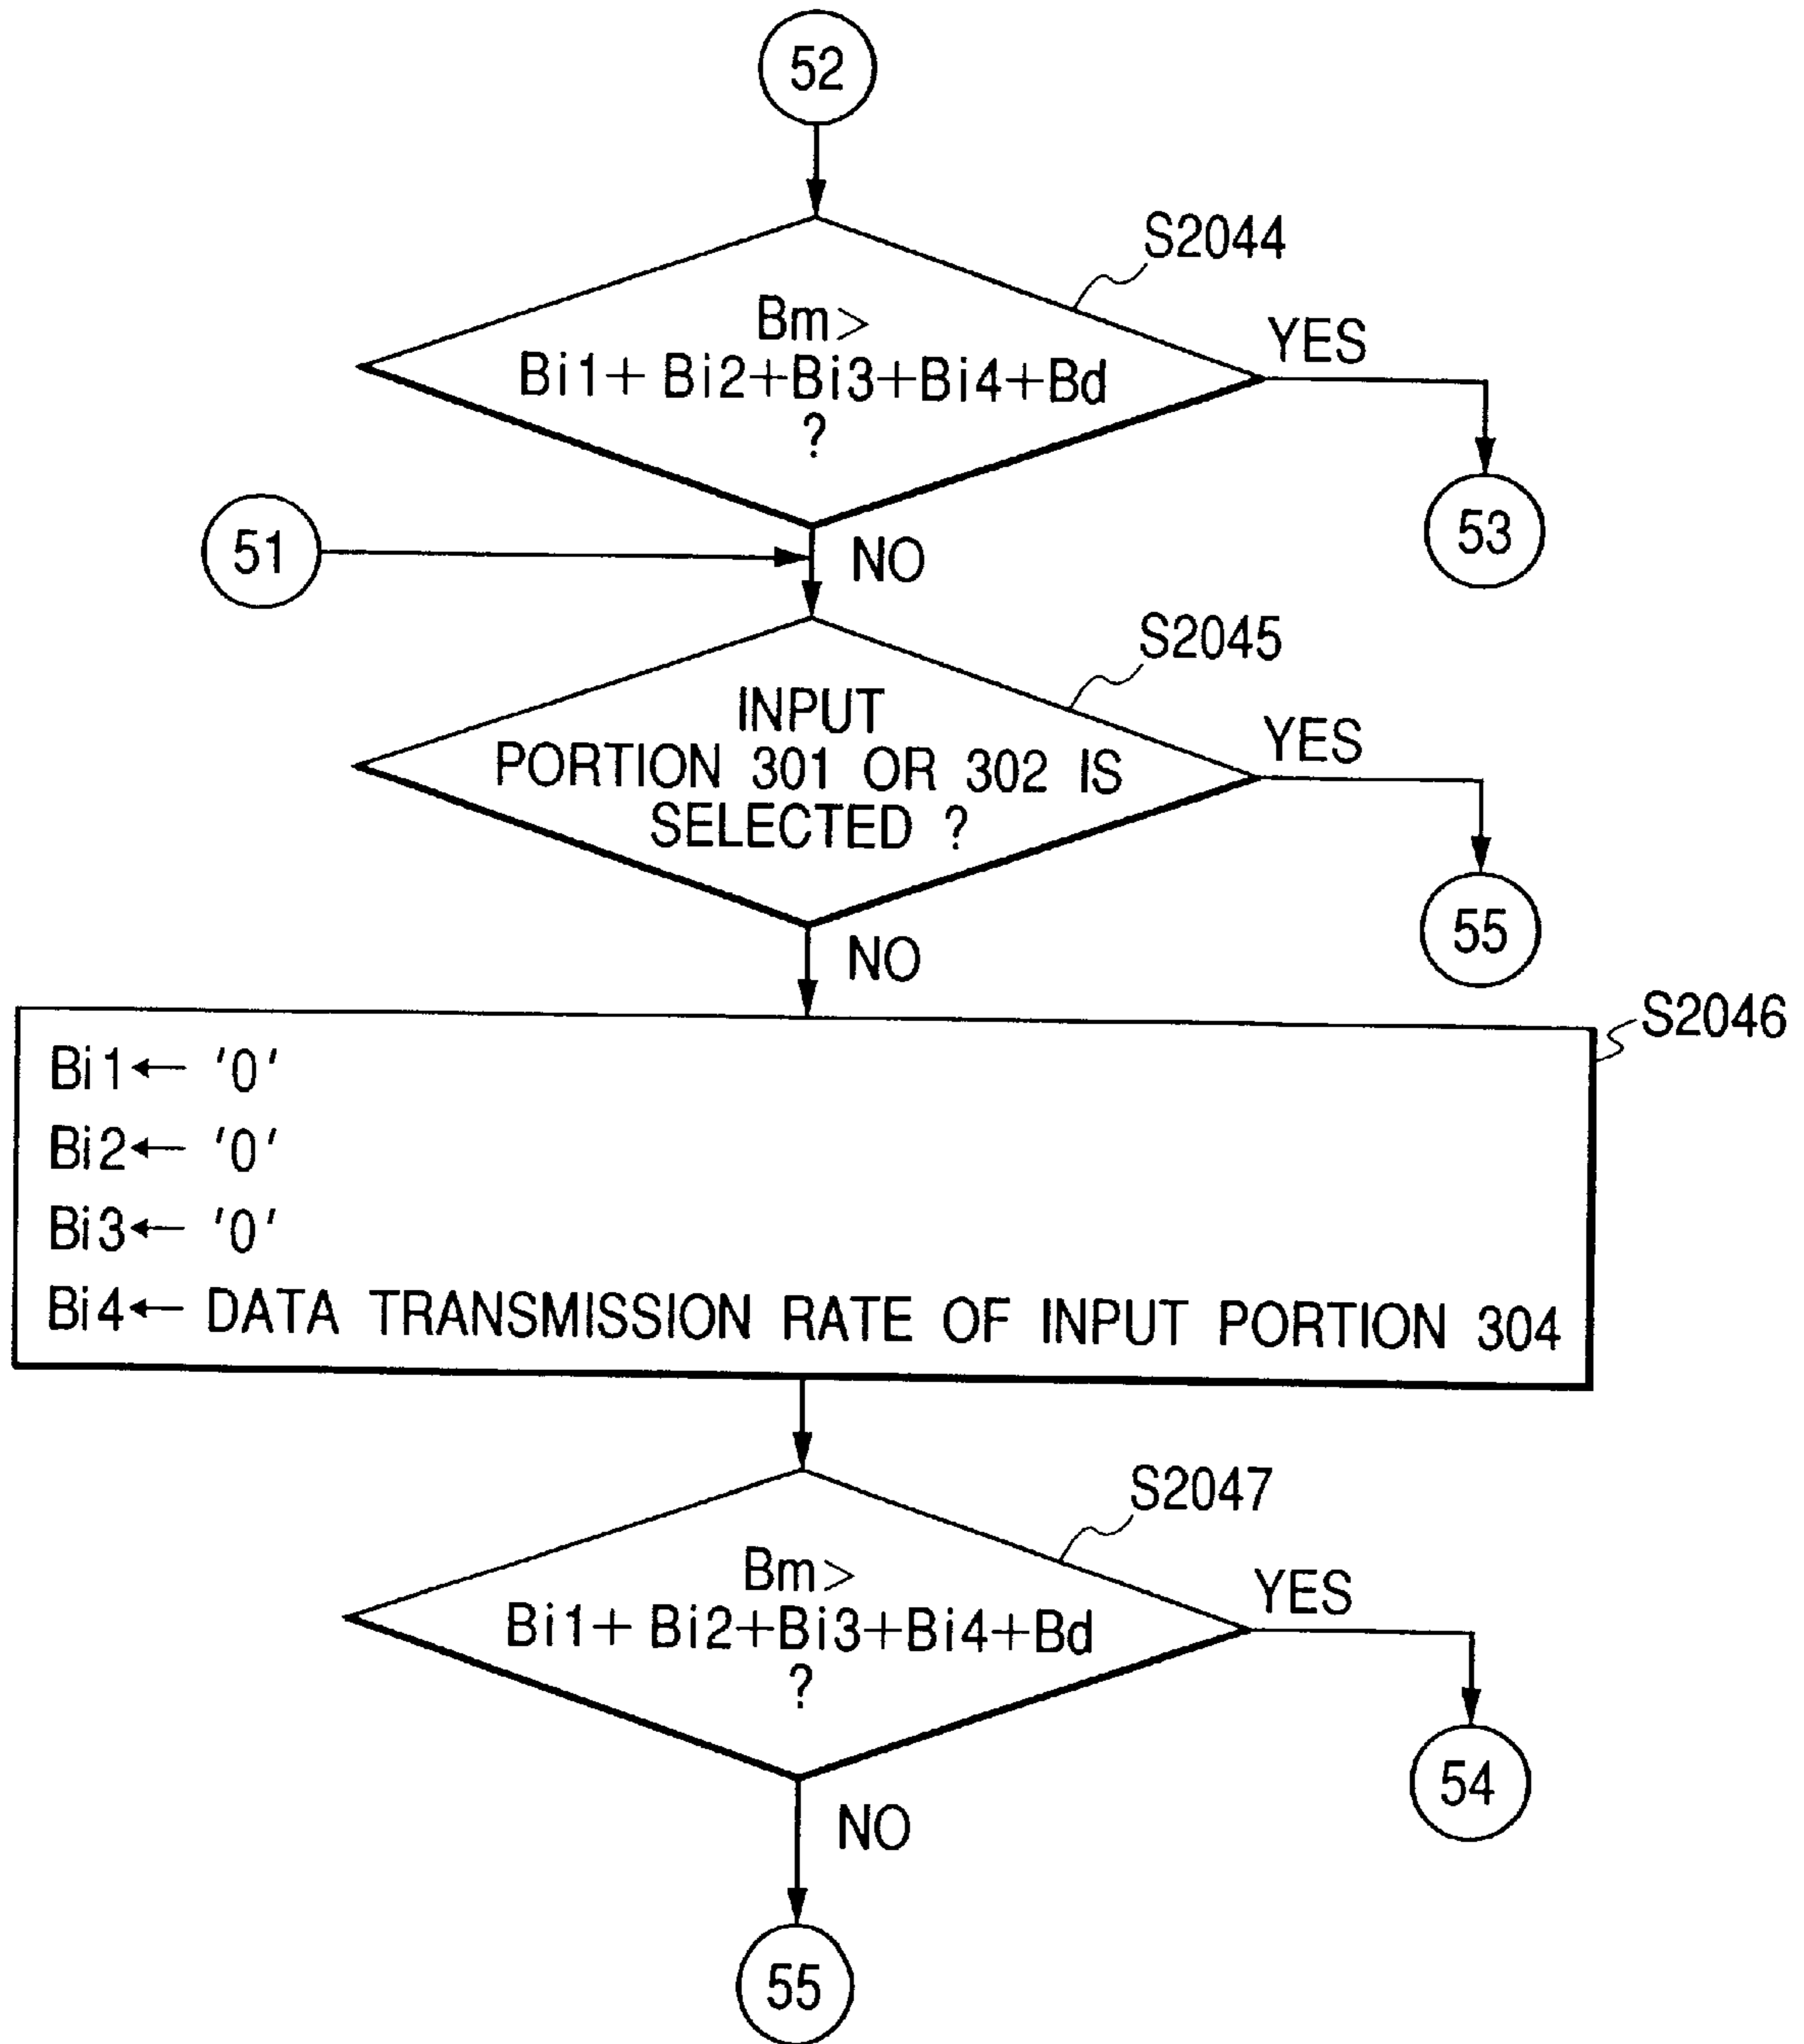 52
S2044
Bm>
Bi1+ Bi2+Bi3+Bi4+Bd
?
YES
53
51
NO
S2045
INPUT
PORTION 301 OR 302 IS
SELECTED ?
YES
55
NO
S2046
Bi1← '0'
Bi2← '0'
Bi3← '0'
Bi4← DATA TRANSMISSION RATE OF INPUT PORTION 304
S2047
Bm>
Bi1+ Bi2+Bi3+Bi4+Bd
?
YES
54
NO
55